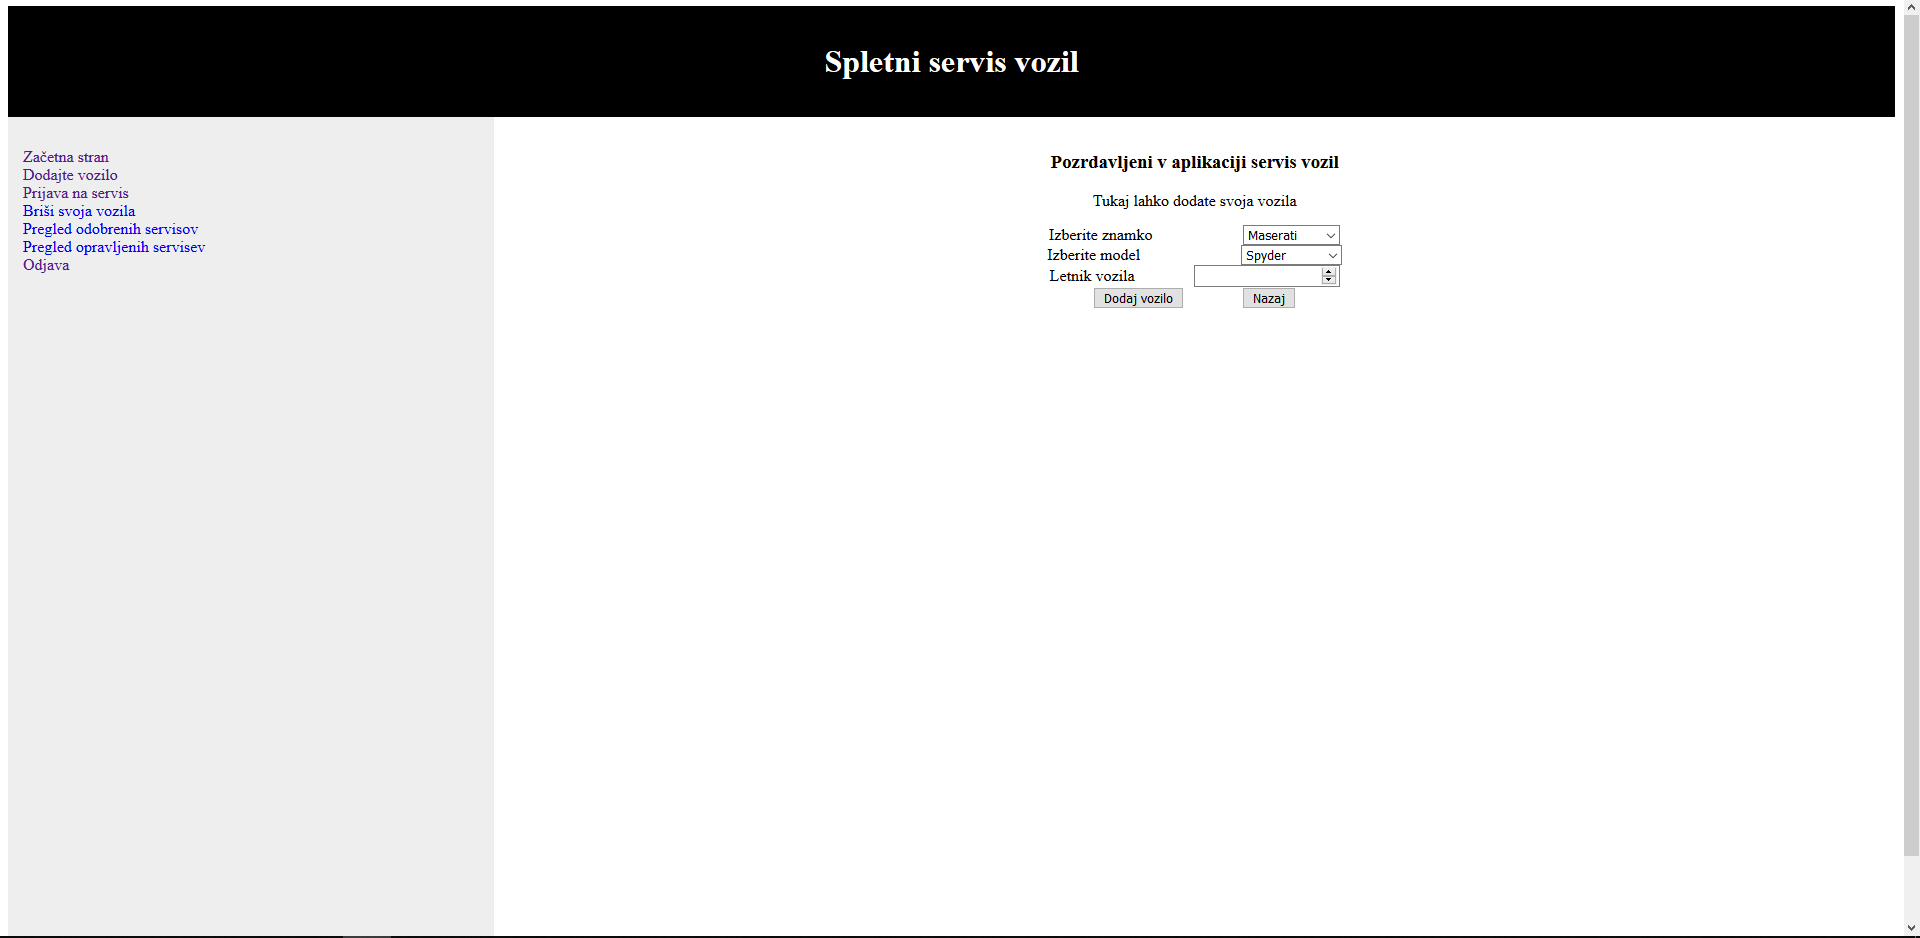 Spletni servis vozil
Začetna stran
Dodajte vozilo
Prijava na servis
Briši svoja vozila
Pregled odobrenih servisov
Pregled opravljenih servisev
Odjava
Pozrdavljeni v aplikaciji servis vozil
Tukaj lahko dodate svoja vozila
Izberite znamko Maserati
Izberite model Spyder
Letnik vozila
Dodaj vozilo Nazaj